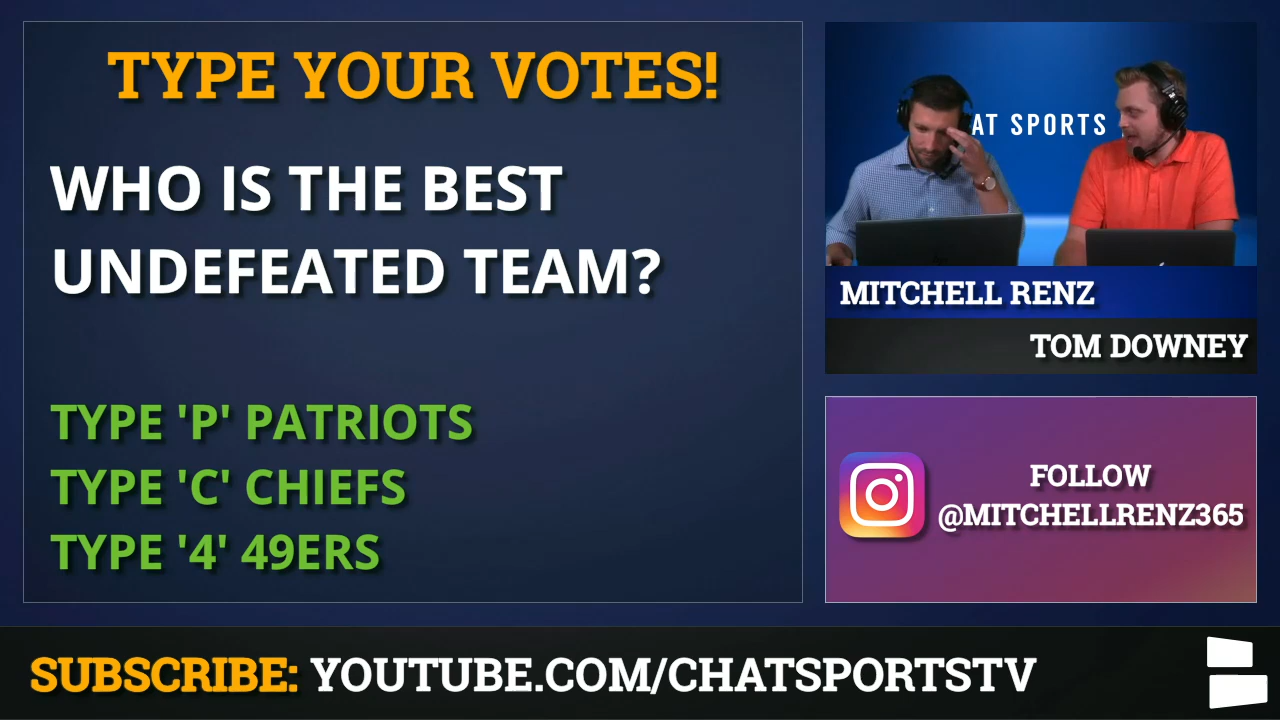 TYPE YOUR VOTES!
WHO IS THE BEST
UNDEFEATED TEAM?
TYPE 'P' PATRIOTS
TYPE 'C' CHIEFS
TYPE '4' 49ERS
AT SPORTS
MITCHELL RENZ
TOM DOWNEY
FOLLOW
@MITCHELLRENZ365
SUBSCRIBE: YOUTUBE.COM/CHATSPORTSTV